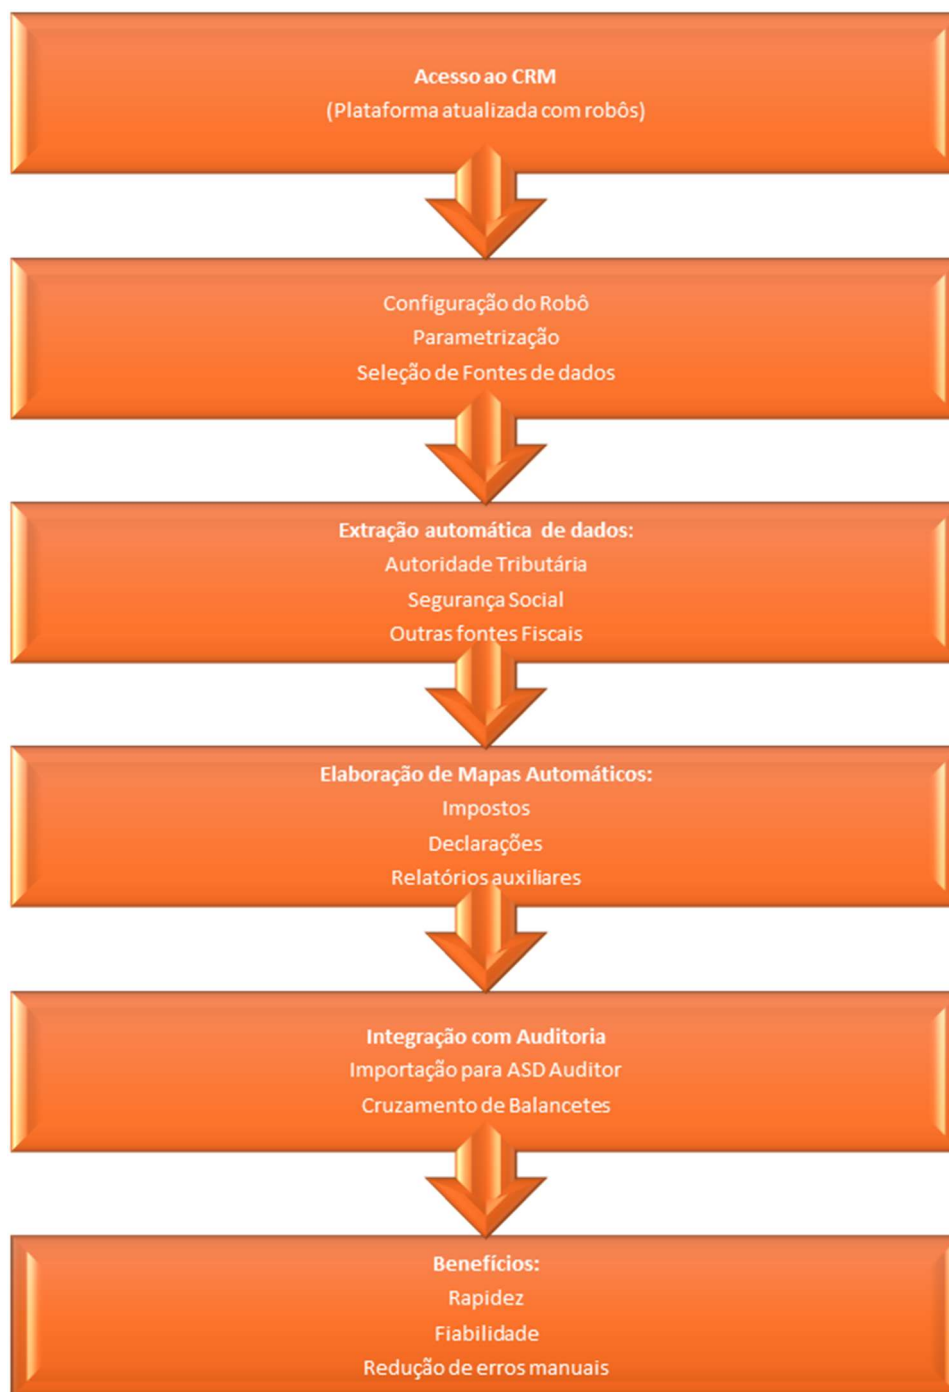 Acesso ao CRM
(Plataforma atualizada com robôs)
Configuração do Robô
Parametrização
Seleção de Fontes de dados
Extração automática de dados:
Autoridade Tributária
Segurança Social
Outras fontes Fiscais
Elaboração de Mapas Automáticos:
Impostos
Declarações
Relatórios auxiliares
Integração com Auditoria
Importação para ASD Auditor
Cruzamento de Balancetes
Benefícios:
Rapidez
Fiabilidade
Redução de erros manuais